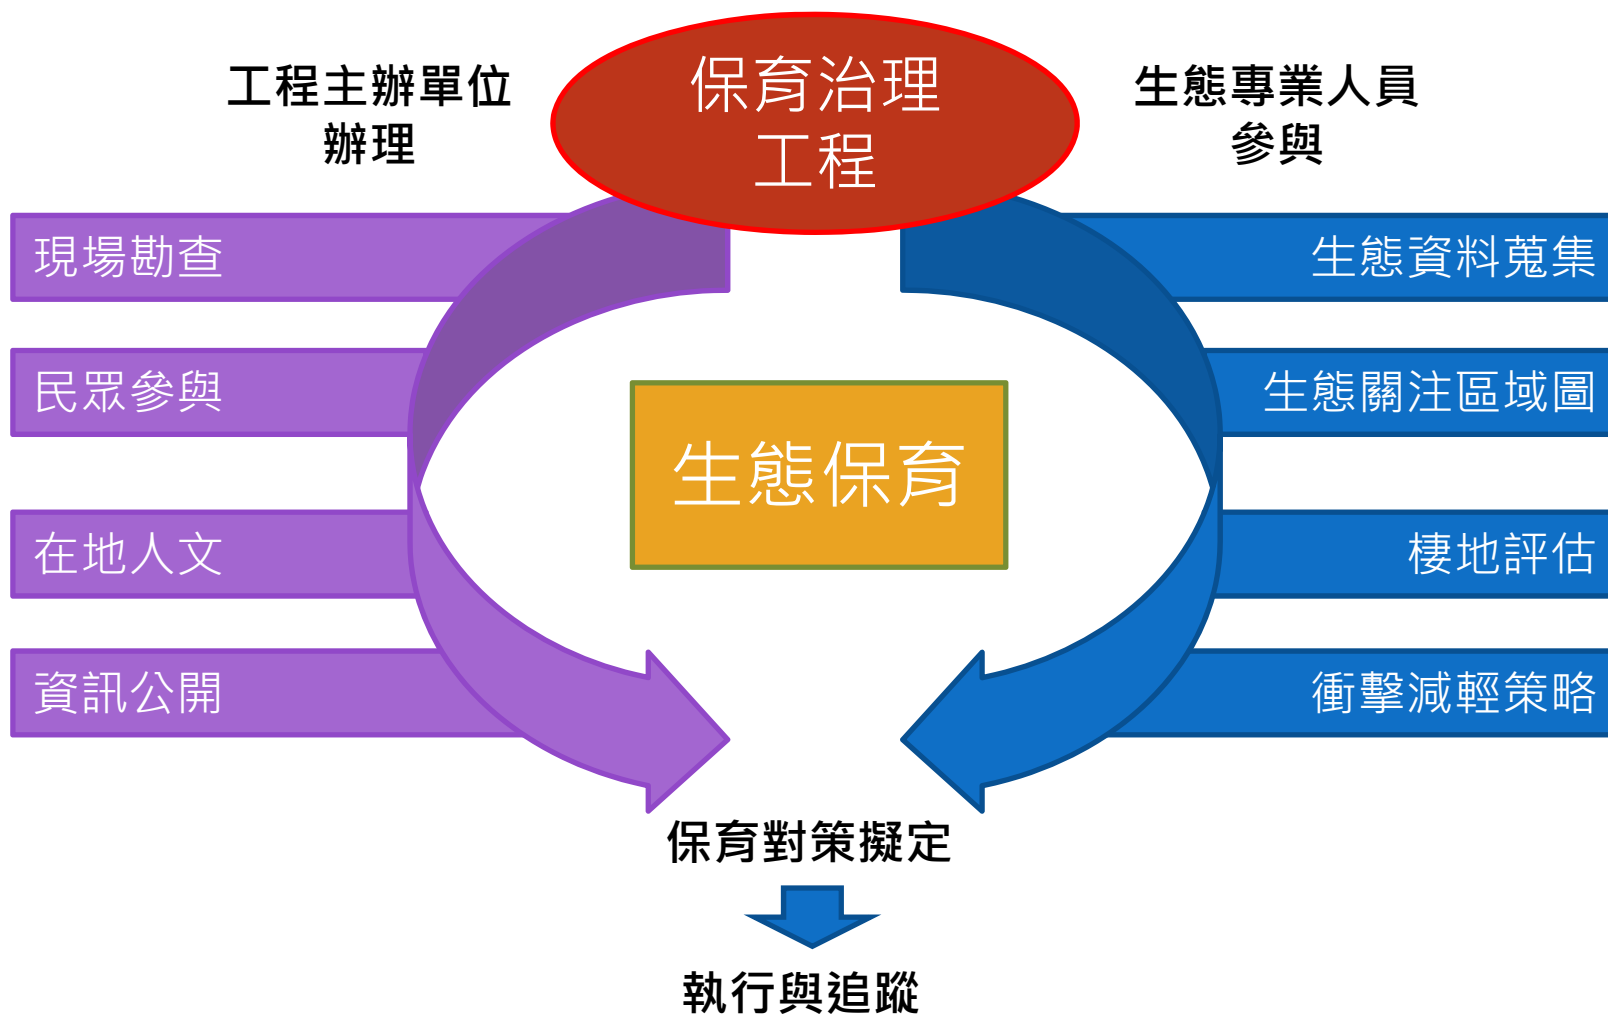 工程主辦單位
辦理
保育治理
工程
生態專業人員
參與
現場勘查
民眾參與
在地人文
資訊公開
生態保育
生態資料蒐集
生態關注區域圖
棲地評估
衝擊減輕策略
保育對策擬定
執行與追蹤